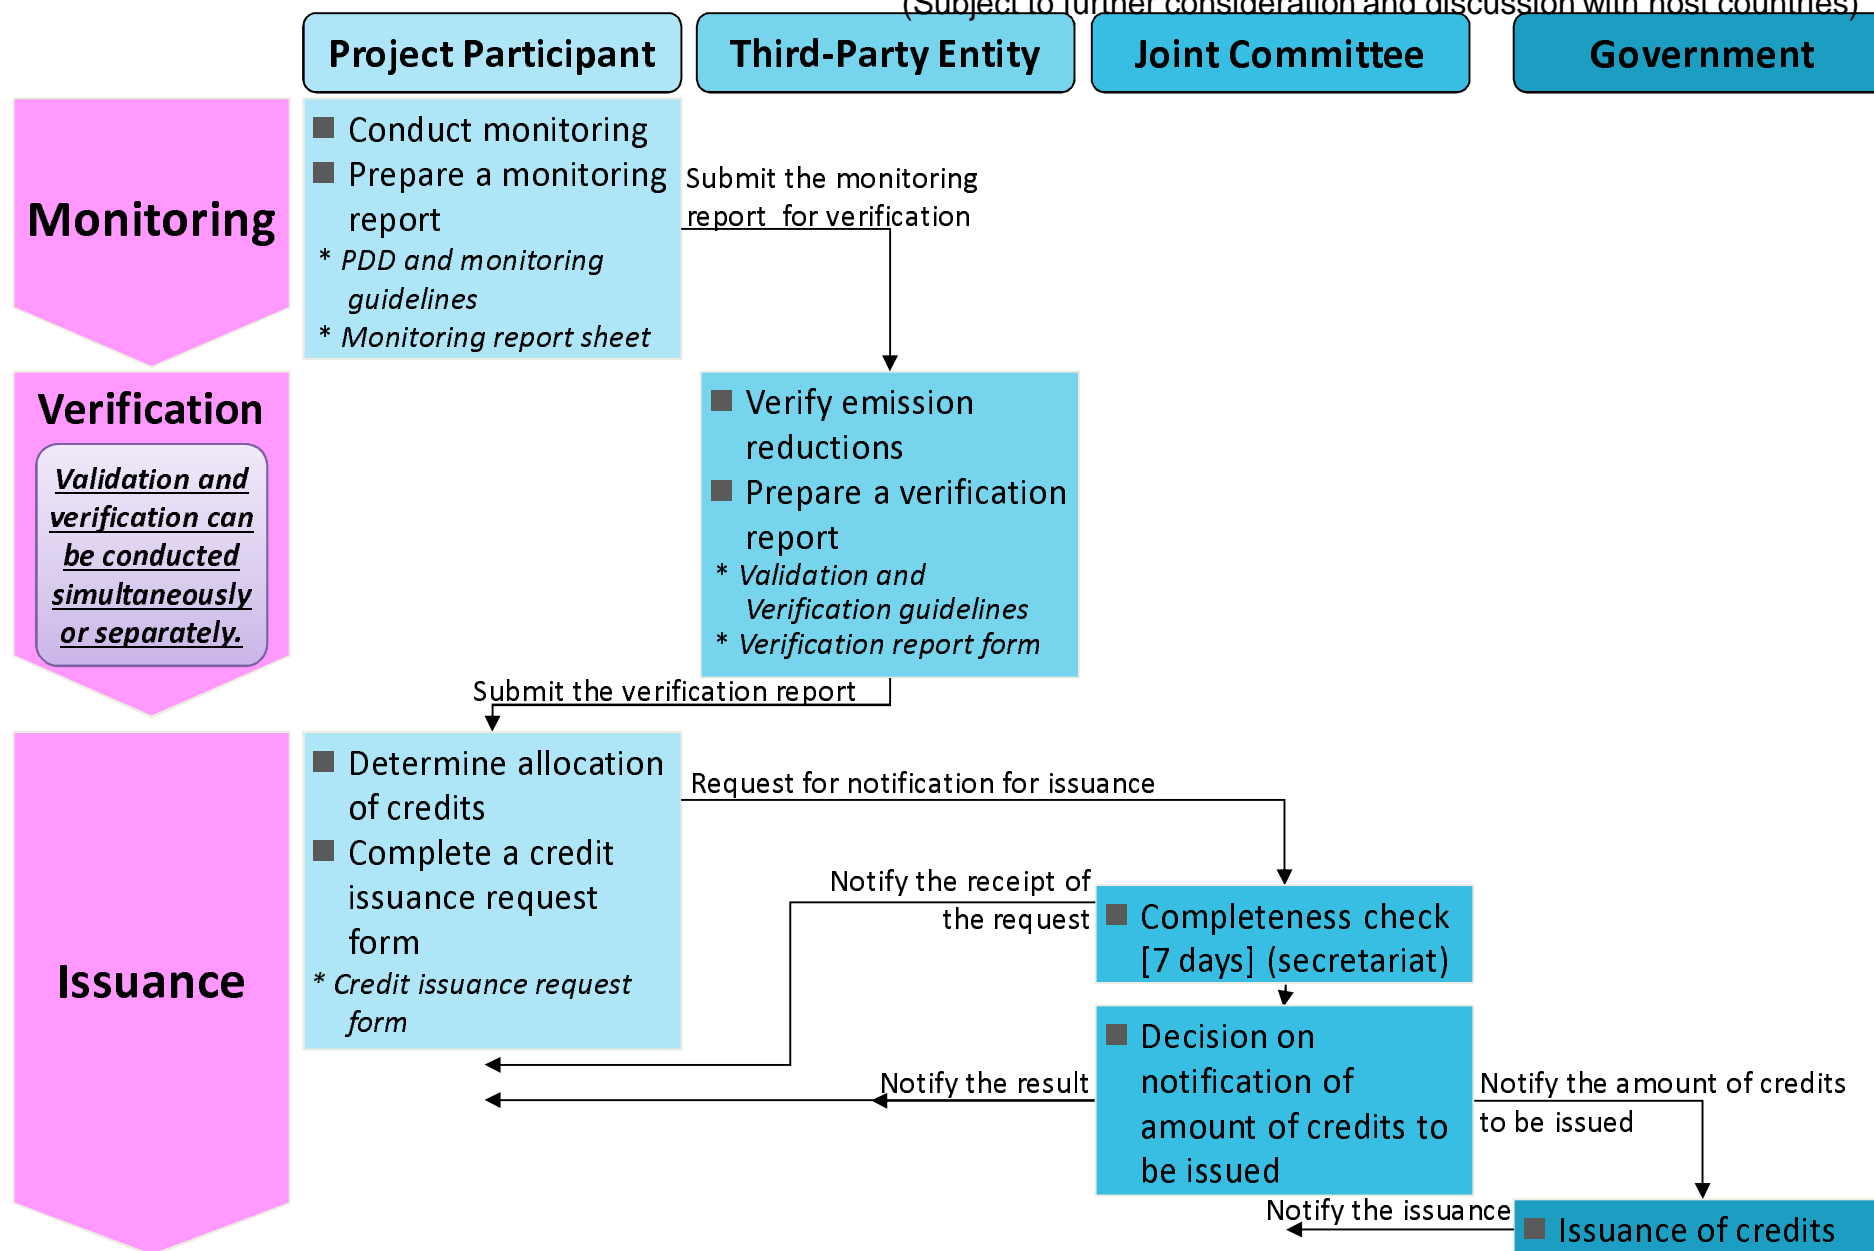 (Subject to further consideration and discussion with host countries)
Project Participant
Third-Party Entity
Joint Committee
Government
Monitoring
■ Conduct monitoring
■ Prepare a monitoring
report
* PDD and monitoring
guidelines
* Monitoring report sheet
Submit the monitoring
report for verification
Verification
Validation and
verification can
be conducted
simultaneously
or separately.
■ Verify emission
reductions
■ Prepare a verification
report
* Validation and
Verification guidelines
* Verification report form
Submit the verification report
Issuance
■ Determine allocation
of credits
■ Complete a credit
issuance request
form
* Credit issuance request
form
Request for notification for issuance
Notify the receipt of
the request
■ Completeness check
[7 days] (secretariat)
■ Decision on
notification of
amount of credits to
be issued
Notify the result
Notify the amount of credits
to be issued
Notify the issuance
■ Issuance of credits